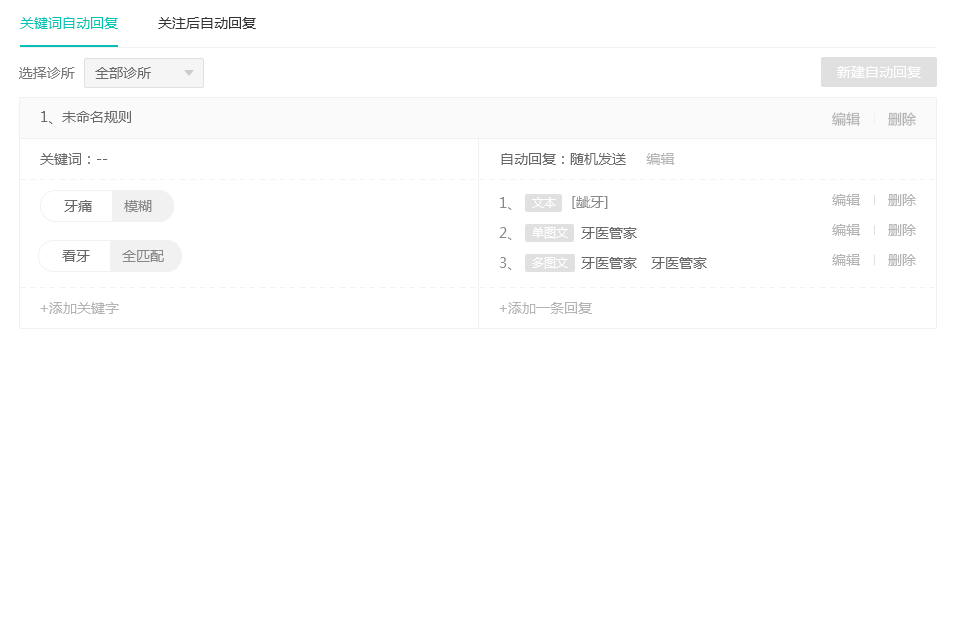 关键词自动回复 关注后自动回复
选择诊所 全部诊所 新建自动回复
1、未命名规则 编辑 删除
关键词：-- 自动回复：随机发送 编辑
牙痛 模糊
1、 文本 [龇牙] 编辑 删除
2、 单图文 牙医管家 编辑 删除
看牙 全匹配
3、 多图文 牙医管家 牙医管家 编辑 删除
+添加关键字 +添加一条回复